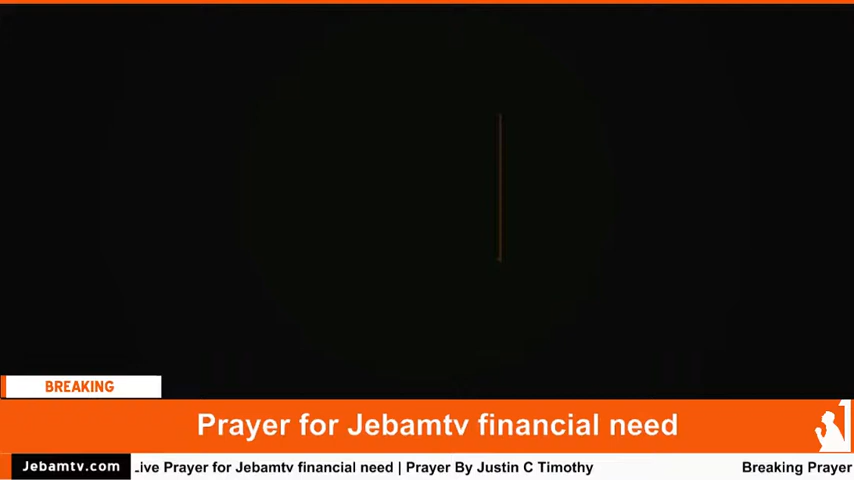 BREAKING
Prayer for Jebamtv financial need
Jebamtv.com
Live Prayer for Jebamtv financial need | Prayer By Justin C Timothy
Breaking Prayer